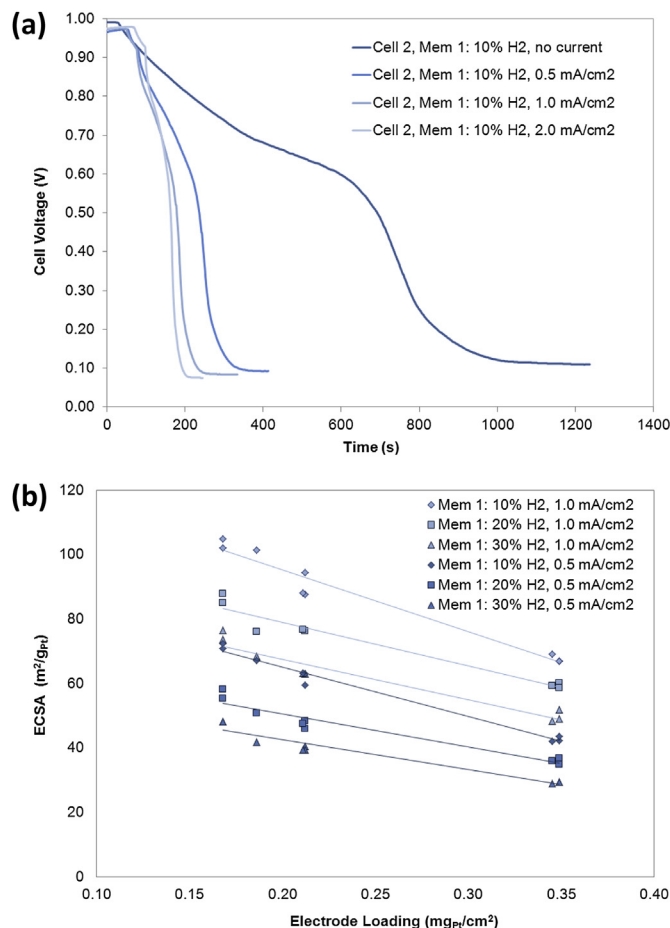 (a)
1.00
0.90
0.80
0.70
0.60
0.50
0.40
0.30
0.20
0.10
0.00
Cell Voltage (V)
Cell 2, Mem 1: 10% H2, no current
Cell 2, Mem 1: 10% H2, 0.5 mA/cm2
Cell 2, Mem 1: 10% H2, 1.0 mA/cm2
Cell 2, Mem 1: 10% H2, 2.0 mA/cm2
0 200 400 600 800 1000 1200 1400
Time (s)
(b)
120
100
80
60
40
20
0
ECSA (m²/gPt)
Mem 1: 10% H2, 1.0 mA/cm2
Mem 1: 20% H2, 1.0 mA/cm2
Mem 1: 30% H2, 1.0 mA/cm2
Mem 1: 10% H2, 0.5 mA/cm2
Mem 1: 20% H2, 0.5 mA/cm2
Mem 1: 30% H2, 0.5 mA/cm2
0.10 0.15 0.20 0.25 0.30 0.35 0.40
Electrode Loading (mgPt/cm²)